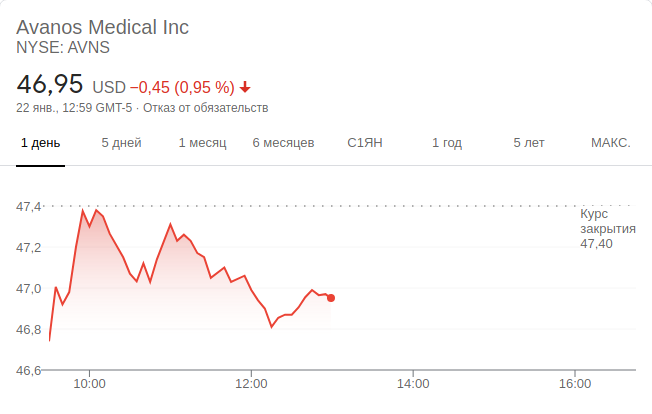 Avanos Medical Inc
NYSE: AVNS
46,95 USD −0,45 (0,95 %)
22 янв., 12:59 GMT-5 · Отказ от обязательств
1 день 5 дней 1 месяц 6 месяцев С1ЯН 1 год 5 лет МАКС.
47,4
Курс
закрытия
47,40
47,2
47,0
46,8
46,6
10:00 12:00 14:00 16:00